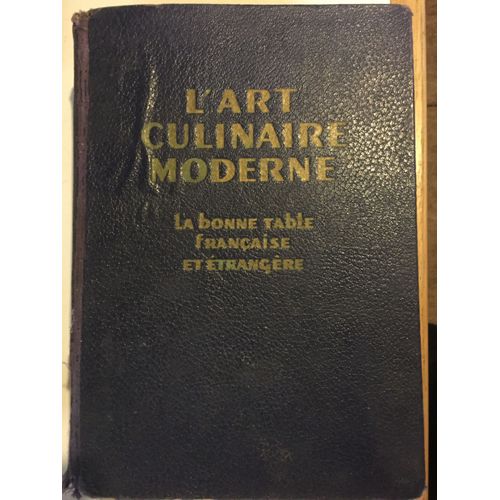 L'ART
CULINAIRE
MODERNE
La bonne table
française
et étrangère